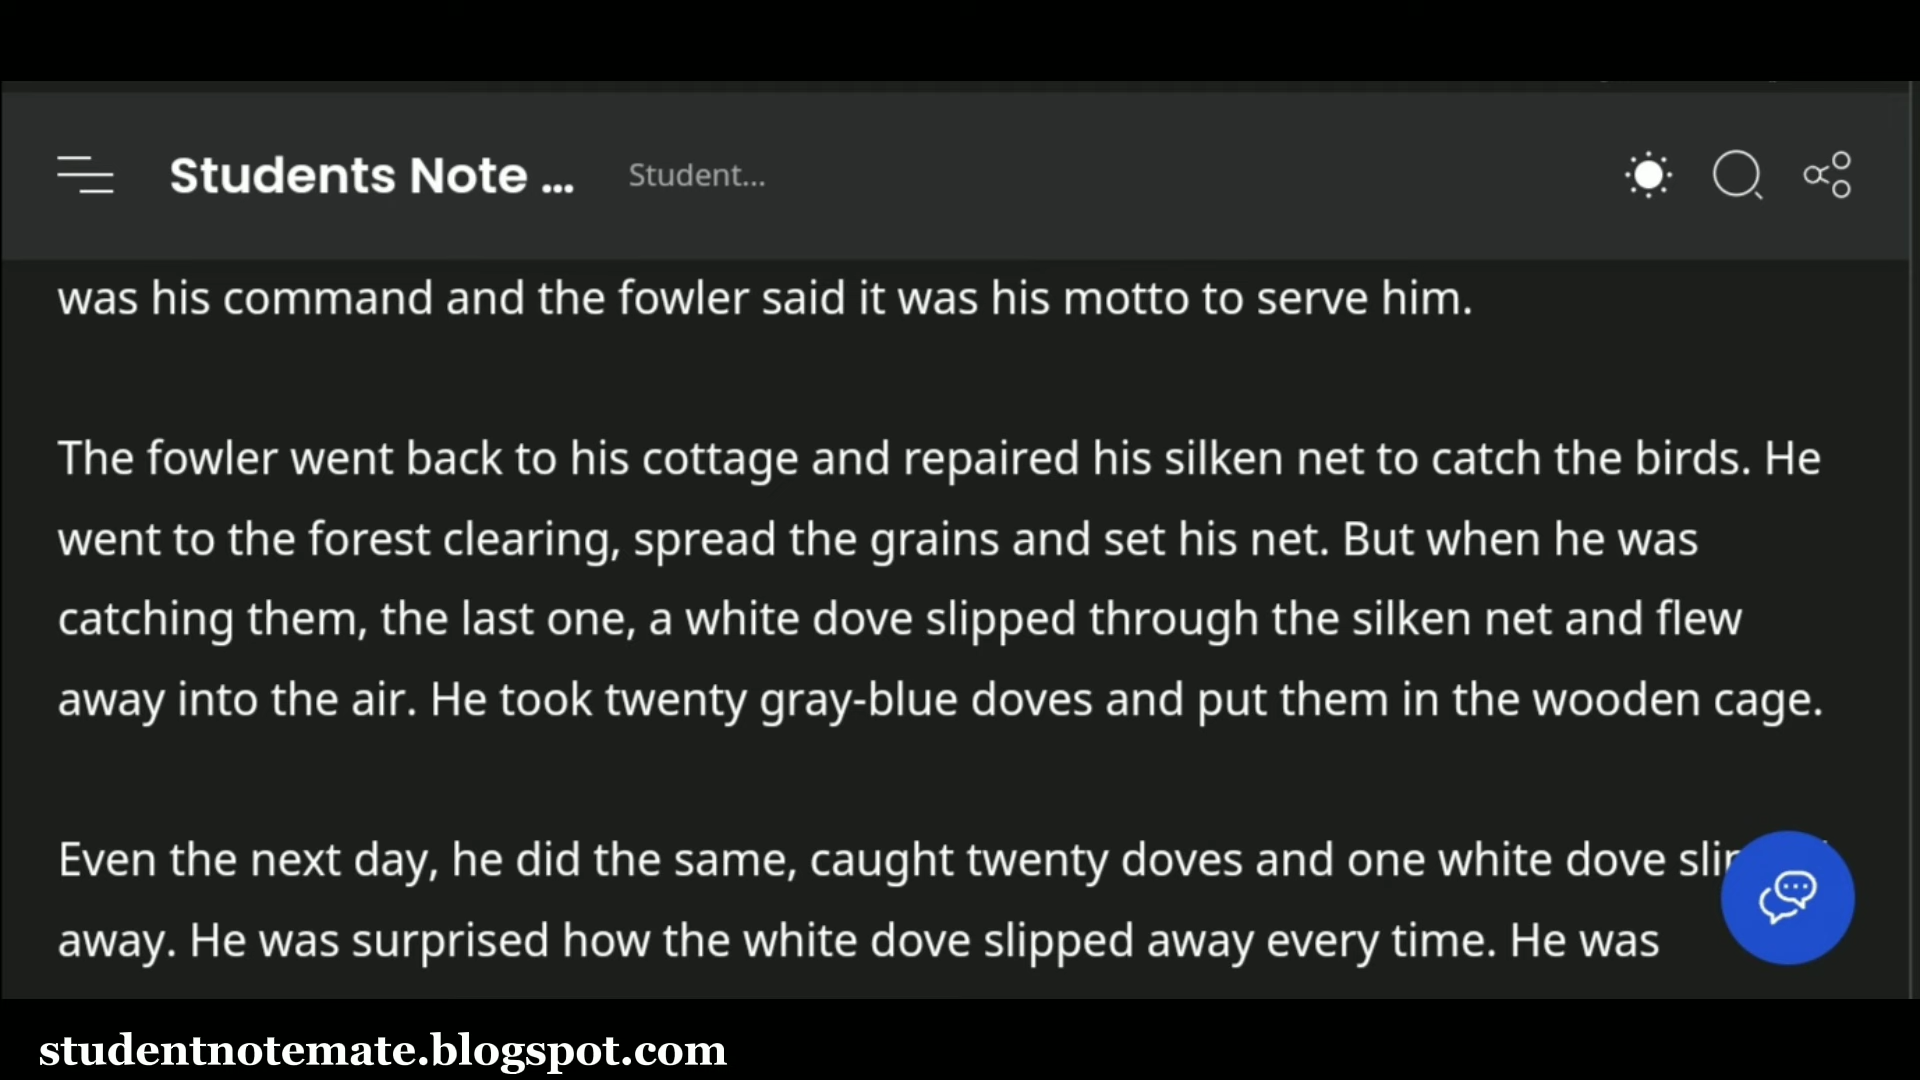 Students Note ... Student...
was his command and the fowler said it was his motto to serve him.
The fowler went back to his cottage and repaired his silken net to catch the birds. He
went to the forest clearing, spread the grains and set his net. But when he was
catching them, the last one, a white dove slipped through the silken net and flew
away into the air. He took twenty gray-blue doves and put them in the wooden cage.
Even the next day, he did the same, caught twenty doves and one white dove
away. He was surprised how the white dove slipped away every time. He was
studentnotemate.blogspot.com